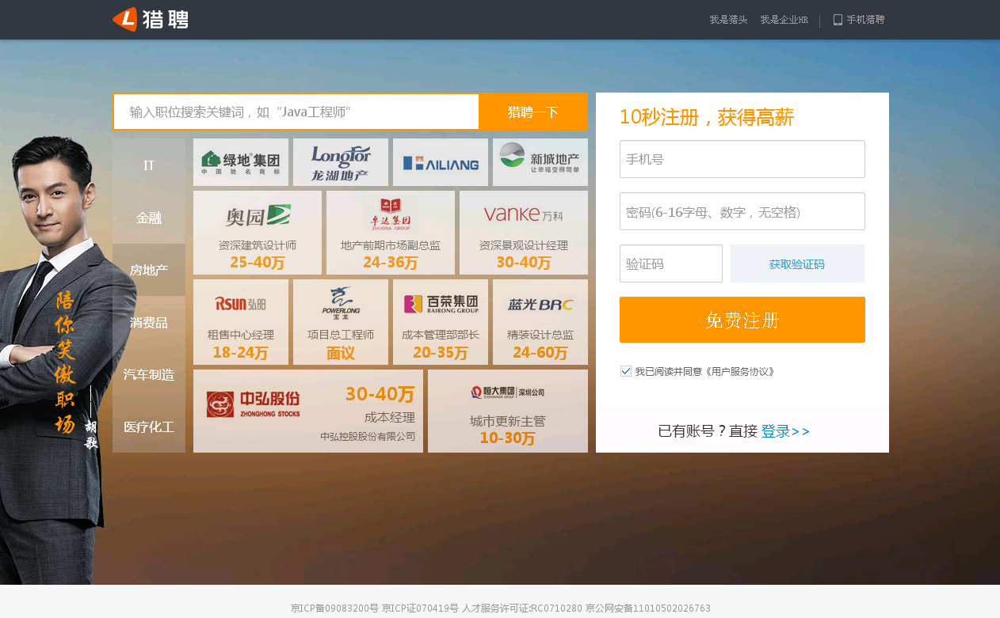 L 猎聘
我是猎头 我是企业HR 手机猎聘
输入职位搜索关键词，如“Java工程师”
猎聘一下
IT
金融
房地产
消费品
汽车制造
医疗化工
绿地集团
中国驰名商标
Longfor
龙湖地产
HAILIANG
新城地产
让幸福变得简单
奥园
资深建筑设计师
25-40万
卓达集团
ZHUODA GROUP
地产前期市场副总监
24-36万
vanke 万科
资深景观设计经理
30-40万
RSUN 弘阳
租售中心经理
18-24万
POWERLONG
宝龙
项目总工程师
面议
百荣集团
BAIRONG GROUP
成本管理部部长
20-35万
蓝光BRC
精装设计总监
24-60万
中弘股份
ZHONGHONG STOCKS
30-40万
成本经理
中弘控股股份有限公司
恒大集团 深圳公司
EVERGRANDE GROUP
城市更新主管
10-30万
10秒注册，获得高薪
手机号
密码(6-16字母、数字，无空格)
验证码
获取验证码
免费注册
我已阅读并同意《用户服务协议》
已有账号？直接 登录>>
陪你笑傲职场
胡歌
京ICP备09083200号 京ICP证070419号 人才服务许可证:RC0710280 京公网安备11010502026763